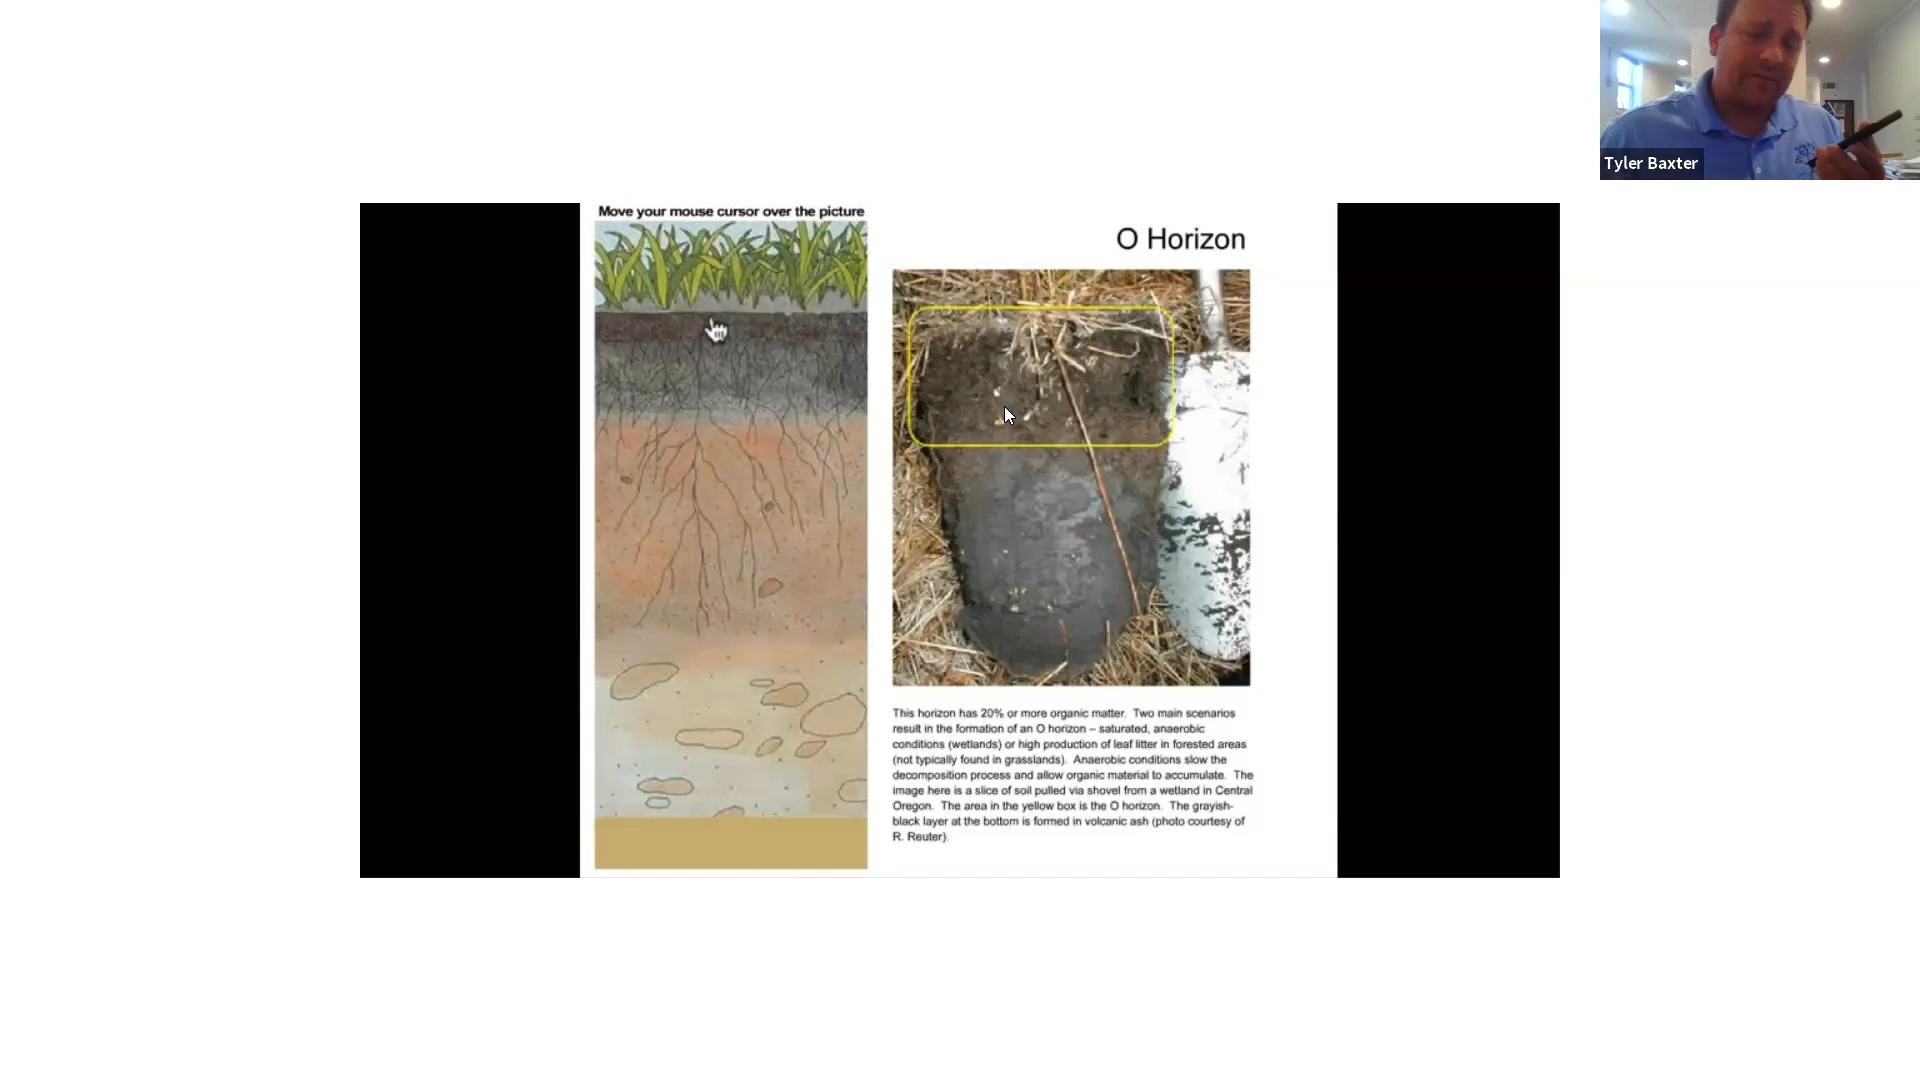 Tyler Baxter
Move your mouse cursor over the picture
O Horizon
This horizon has 20% or more organic matter. Two main scenarios
result in the formation of an O horizon – saturated, anaerobic
conditions (wetlands) or high production of leaf litter in forested areas
(not typically found in grasslands). Anaerobic conditions slow the
decomposition process and allow organic material to accumulate. The
image here is a slice of soil pulled via shovel from a wetland in Central
Oregon. The area in the yellow box is the O horizon. The grayish-
black layer at the bottom is formed in volcanic ash (photo courtesy of
R. Reuter).